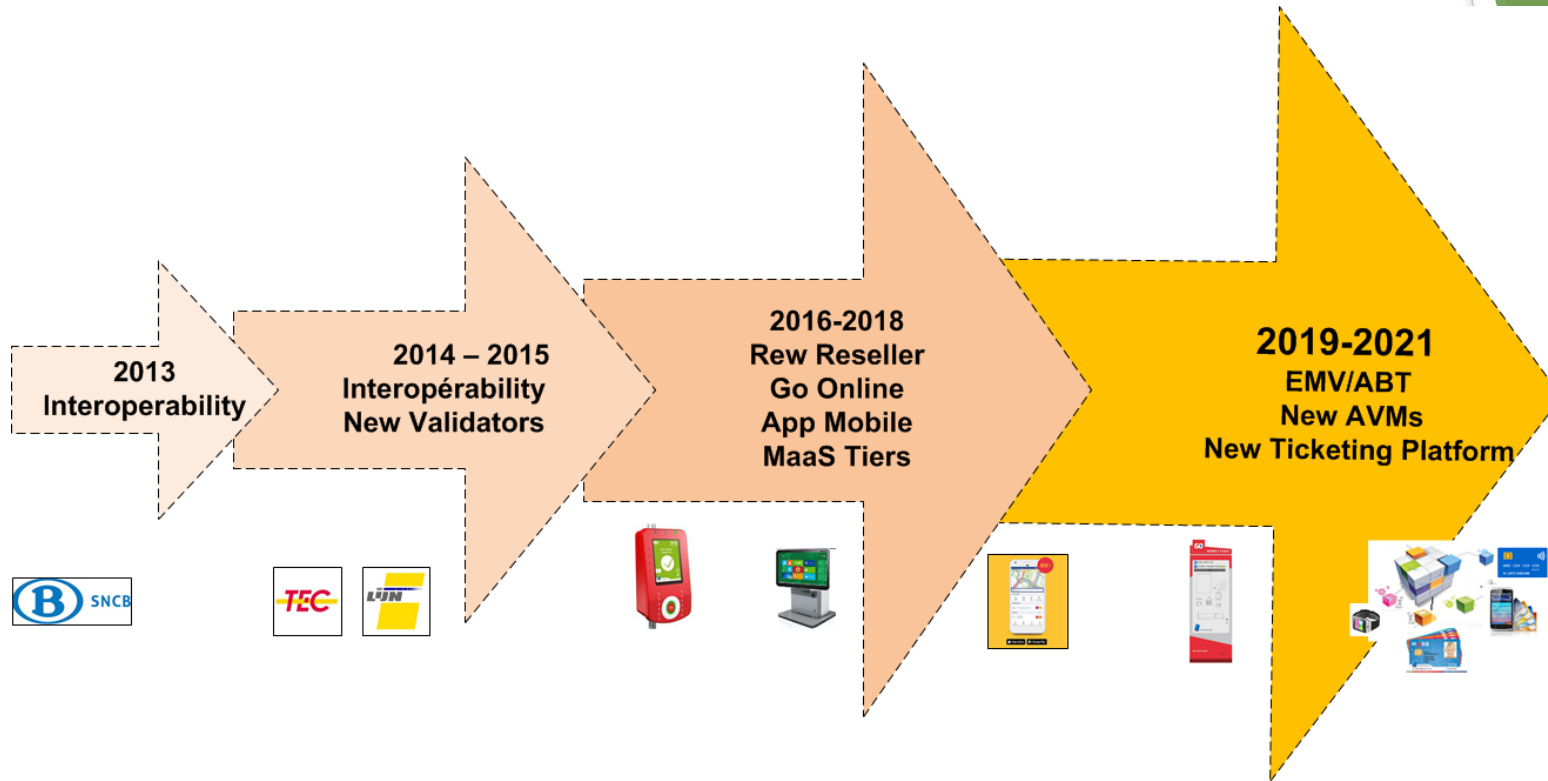 2013
Interoperability
2014 – 2015
Interopérability
New Validators
2016-2018
Rew Reseller
Go Online
App Mobile
MaaS Tiers
2019-2021
EMV/ABT
New AVMs
New Ticketing Platform
B SNCB
TEC
LIJN
GO